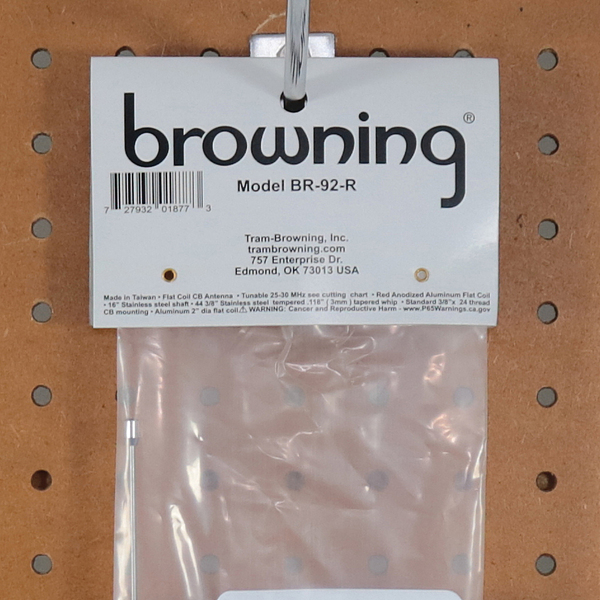 browning®
Model BR-92-R
7 27932 01877 3
Tram-Browning, Inc.
trambrowning.com
757 Enterprise Dr.
Edmond, OK 73013 USA
Made in Taiwan • Flat Coil CB Antenna • Tunable 25-30 MHz see cutting chart • Red Anodized Aluminum Flat Coil
• 16" Stainless steel shaft • 44 3/8" Stainless steel tempered .118" ( 3mm ) tapered whip • Standard 3/8"x 24 thread
CB mounting • Aluminum 2" dia flat coil⚠ WARNING: Cancer and Reproductive Harm - www.P65Warnings.ca.gov